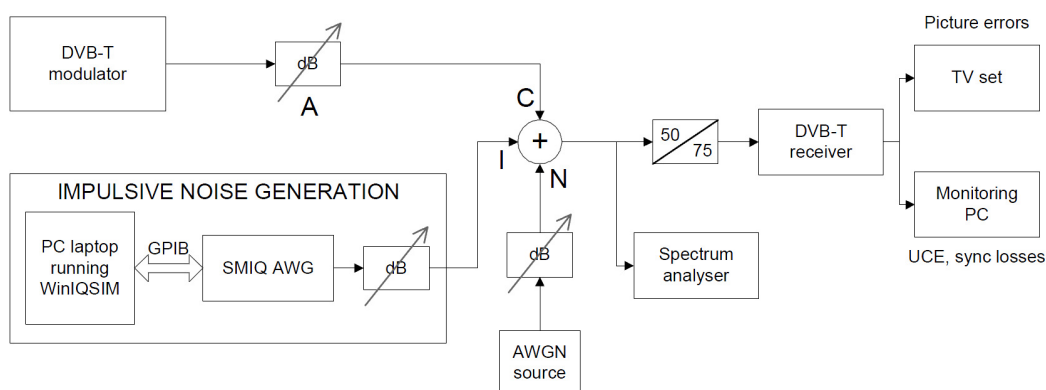 Picture errors
DVB-T
modulator
dB
A
TV set
C
+
I
N
50
75
DVB-T
receiver
IMPULSIVE NOISE GENERATION
Monitoring
PC
PC laptop
running
WinIQSIM
GPIB
SMIQ AWG
dB
dB
Spectrum
analyser
UCE, sync losses
AWGN
source